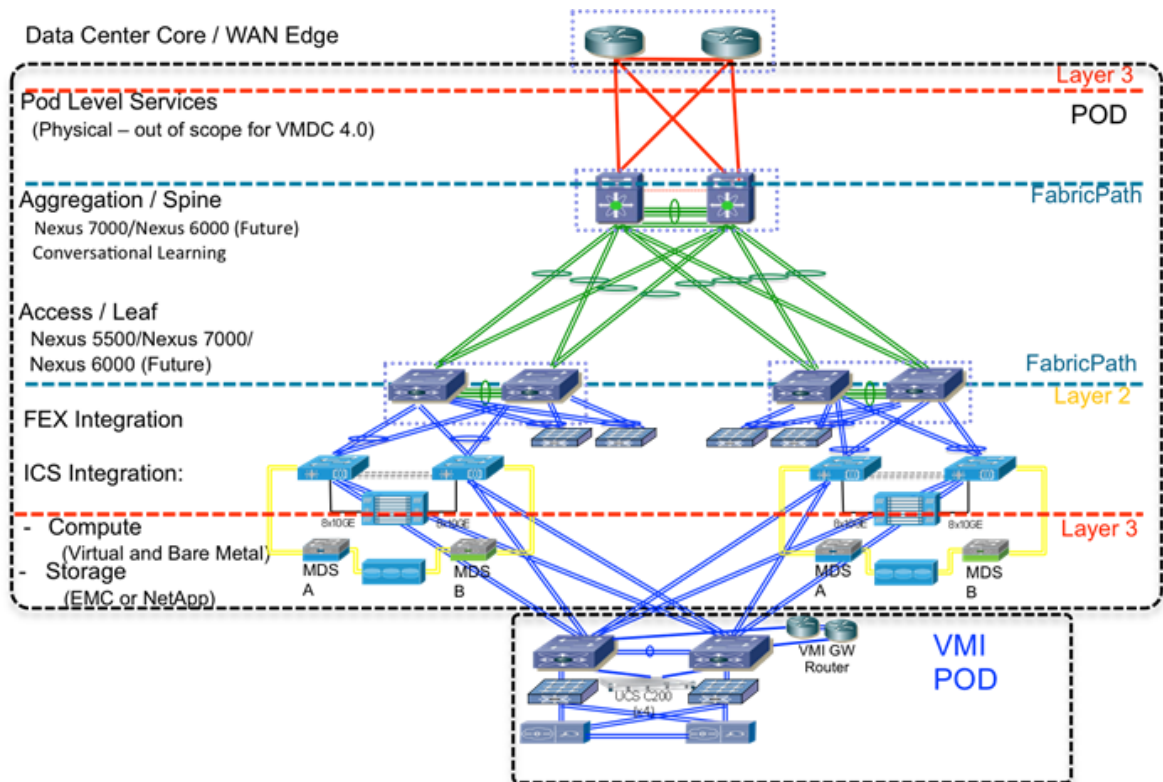 Data Center Core / WAN Edge
Layer 3
Pod Level Services
(Physical – out of scope for VMDC 4.0)
POD
Aggregation / Spine
FabricPath
Nexus 7000/Nexus 6000 (Future)
Conversational Learning
Access / Leaf
Nexus 5500/Nexus 7000/
Nexus 6000 (Future)
FabricPath
Layer 2
FEX Integration
ICS Integration:
8x10GE
8x10GE
8x10GE
8x10GE
- Compute
Layer 3
(Virtual and Bare Metal)
- Storage
(EMC or NetApp)
MDS
A
MDS
B
MDS
A
MDS
B
VMI GW
Router
VMI
POD
UCS C200
(x4)